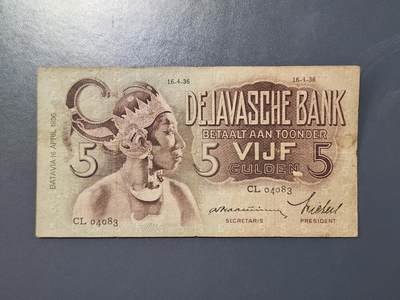 16-4-36 16-4-36
DE JAVASCHE BANK
BETAALT AAN TOONDER
5 5 VIJF 5
GULDEN
CL 04083
BATAVIA 16 APRIL 1936.
CL 04083
SECRETARIS PRESIDENT